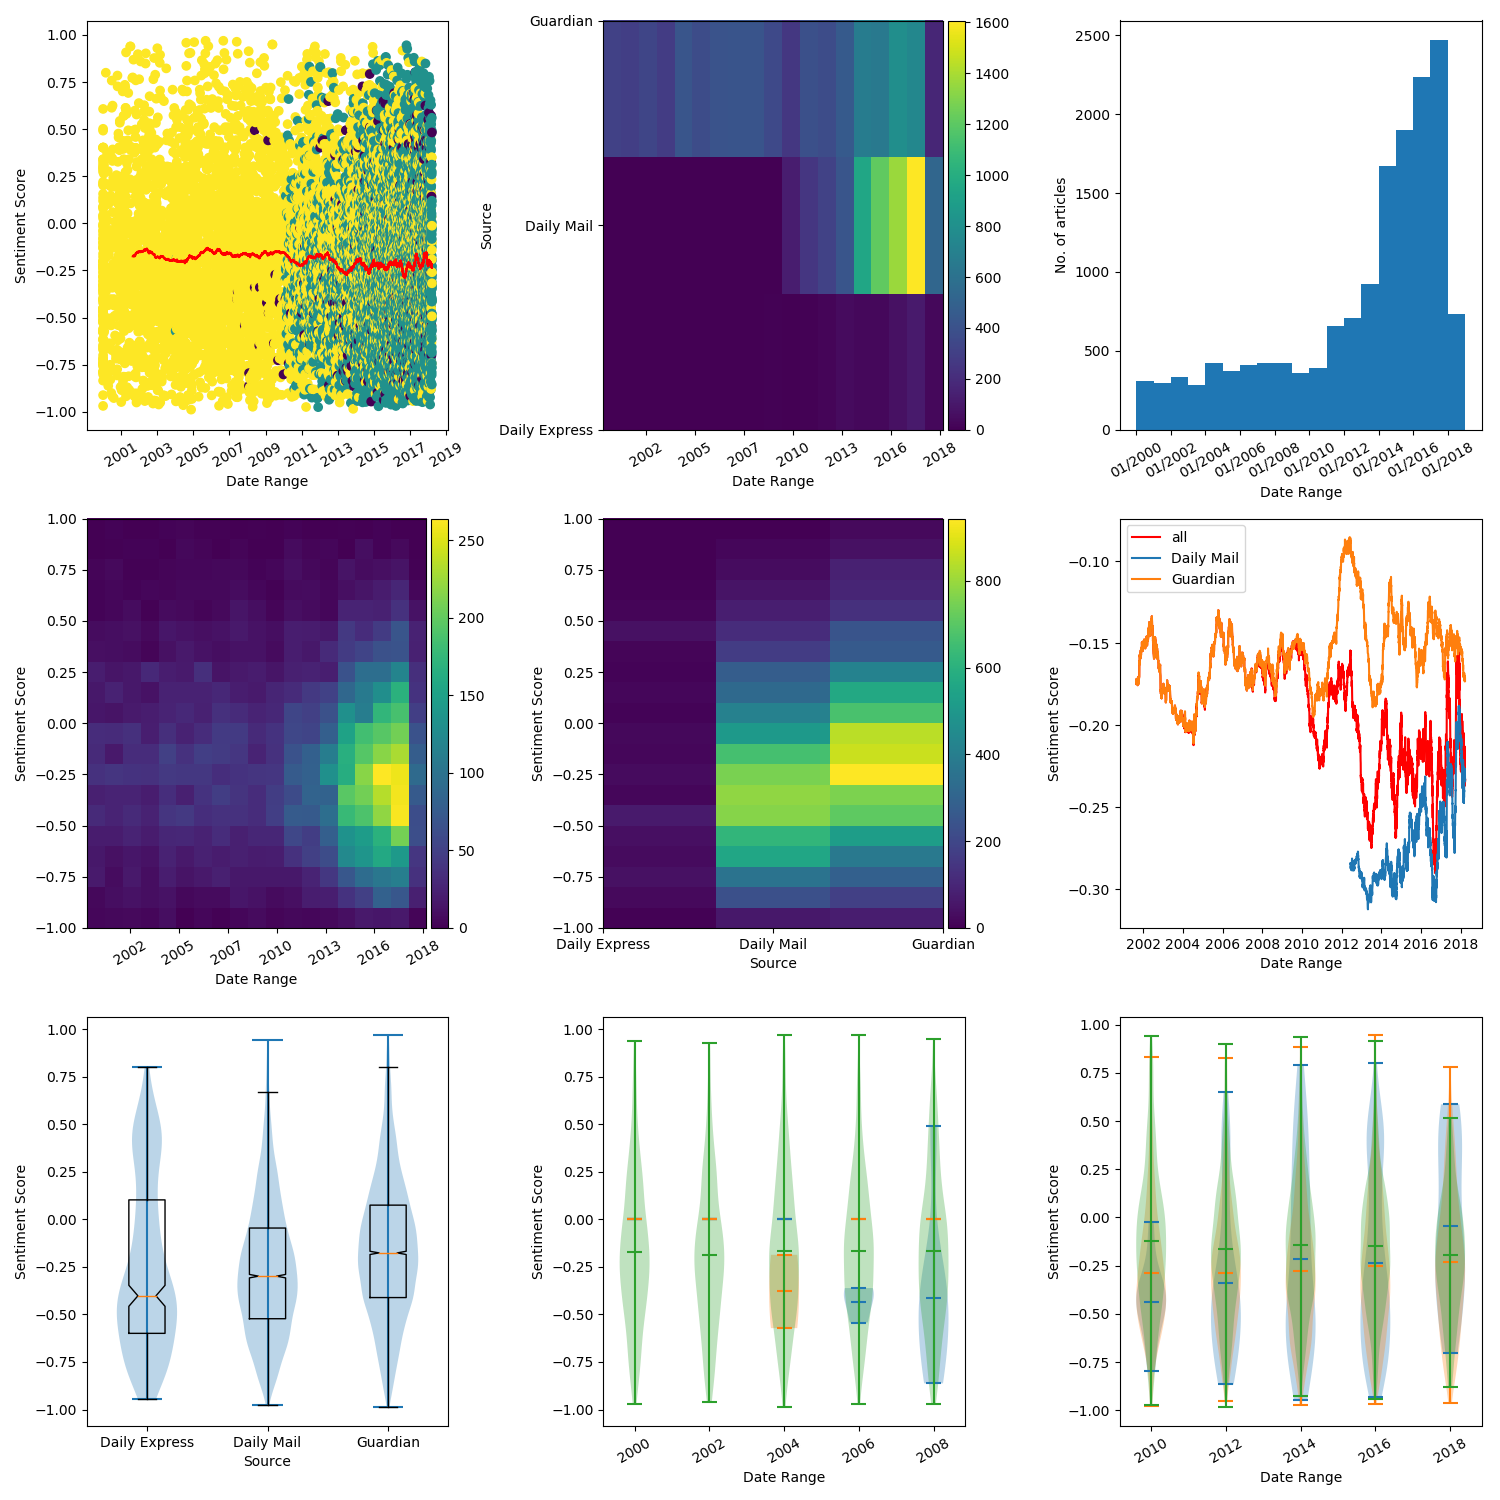 1.00
0.75
0.50
0.25
0.00
−0.25
−0.50
−0.75
−1.00
Sentiment Score
2001 2003 2005 2007 2009 2011 2013 2015 2017 2019
Date Range
Guardian
Daily Mail
Daily Express
Source
2002 2005 2007 2010 2013 2016 2018
Date Range
1600
1400
1200
1000
800
600
400
200
0
2500
2000
1500
1000
500
0
No. of articles
01/2000 01/2002 01/2004 01/2006 01/2008 01/2010 01/2012 01/2014 01/2016 01/2018
Date Range
1.00
0.75
0.50
0.25
0.00
−0.25
−0.50
−0.75
−1.00
Sentiment Score
2002 2005 2007 2010 2013 2016 2018
Date Range
250
200
150
100
50
0
1.00
0.75
0.50
0.25
0.00
−0.25
−0.50
−0.75
−1.00
Sentiment Score
Daily Express Daily Mail Guardian
Source
800
600
400
200
0
all
Daily Mail
Guardian
−0.10
−0.15
−0.20
−0.25
−0.30
Sentiment Score
2002 2004 2006 2008 2010 2012 2014 2016 2018
Date Range
1.00
0.75
0.50
0.25
0.00
−0.25
−0.50
−0.75
−1.00
Sentiment Score
Daily Express Daily Mail Guardian
Source
1.00
0.75
0.50
0.25
0.00
−0.25
−0.50
−0.75
−1.00
Sentiment Score
2000 2002 2004 2006 2008
Date Range
1.00
0.75
0.50
0.25
0.00
−0.25
−0.50
−0.75
−1.00
Sentiment Score
2010 2012 2014 2016 2018
Date Range